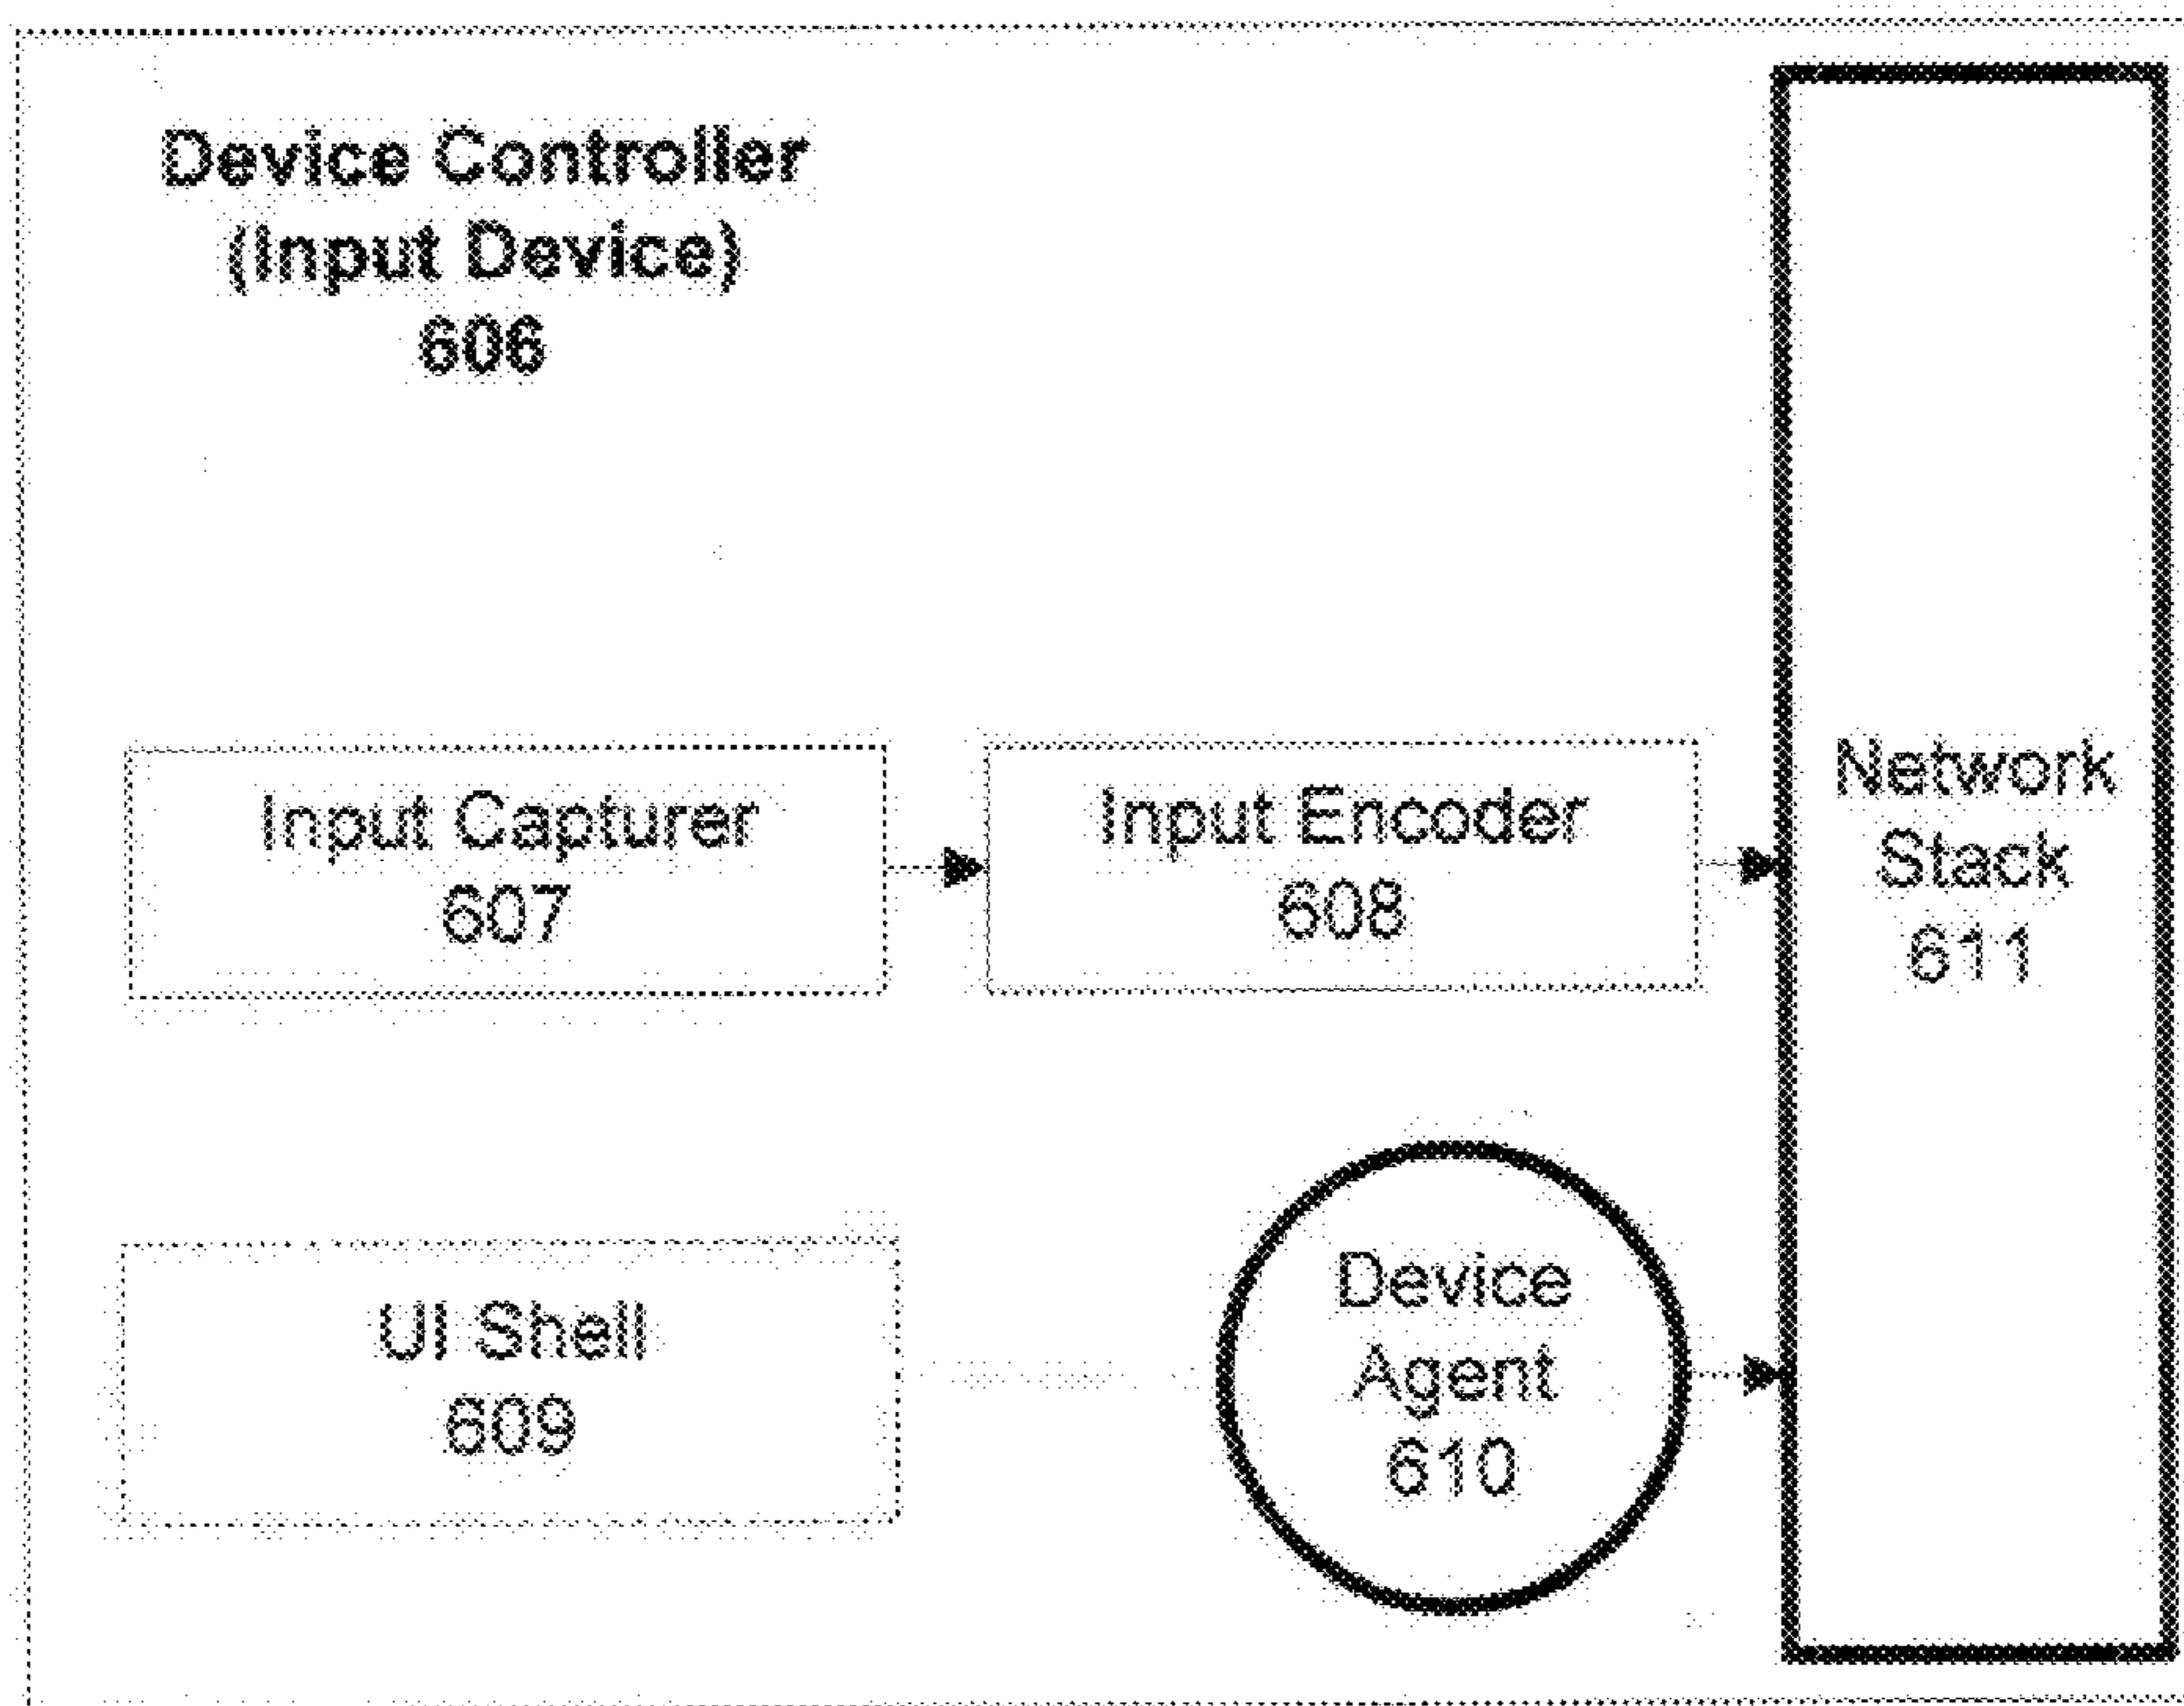 Device Controller
(Input Device)
606
Input Capturer
607
Input Encoder
608
Network
Stack
611
UI Shell
609
Device
Agent
610